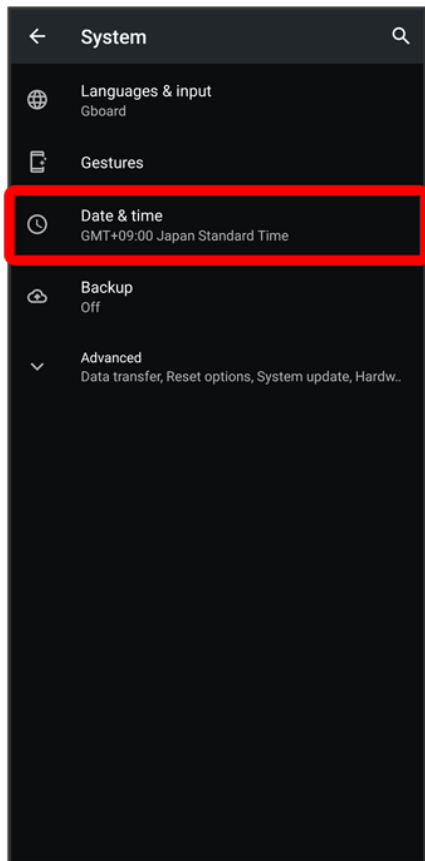 System
Languages & input
Gboard
Gestures
Date & time
GMT+09:00 Japan Standard Time
Backup
Off
Advanced
Data transfer, Reset options, System update, Hardw..